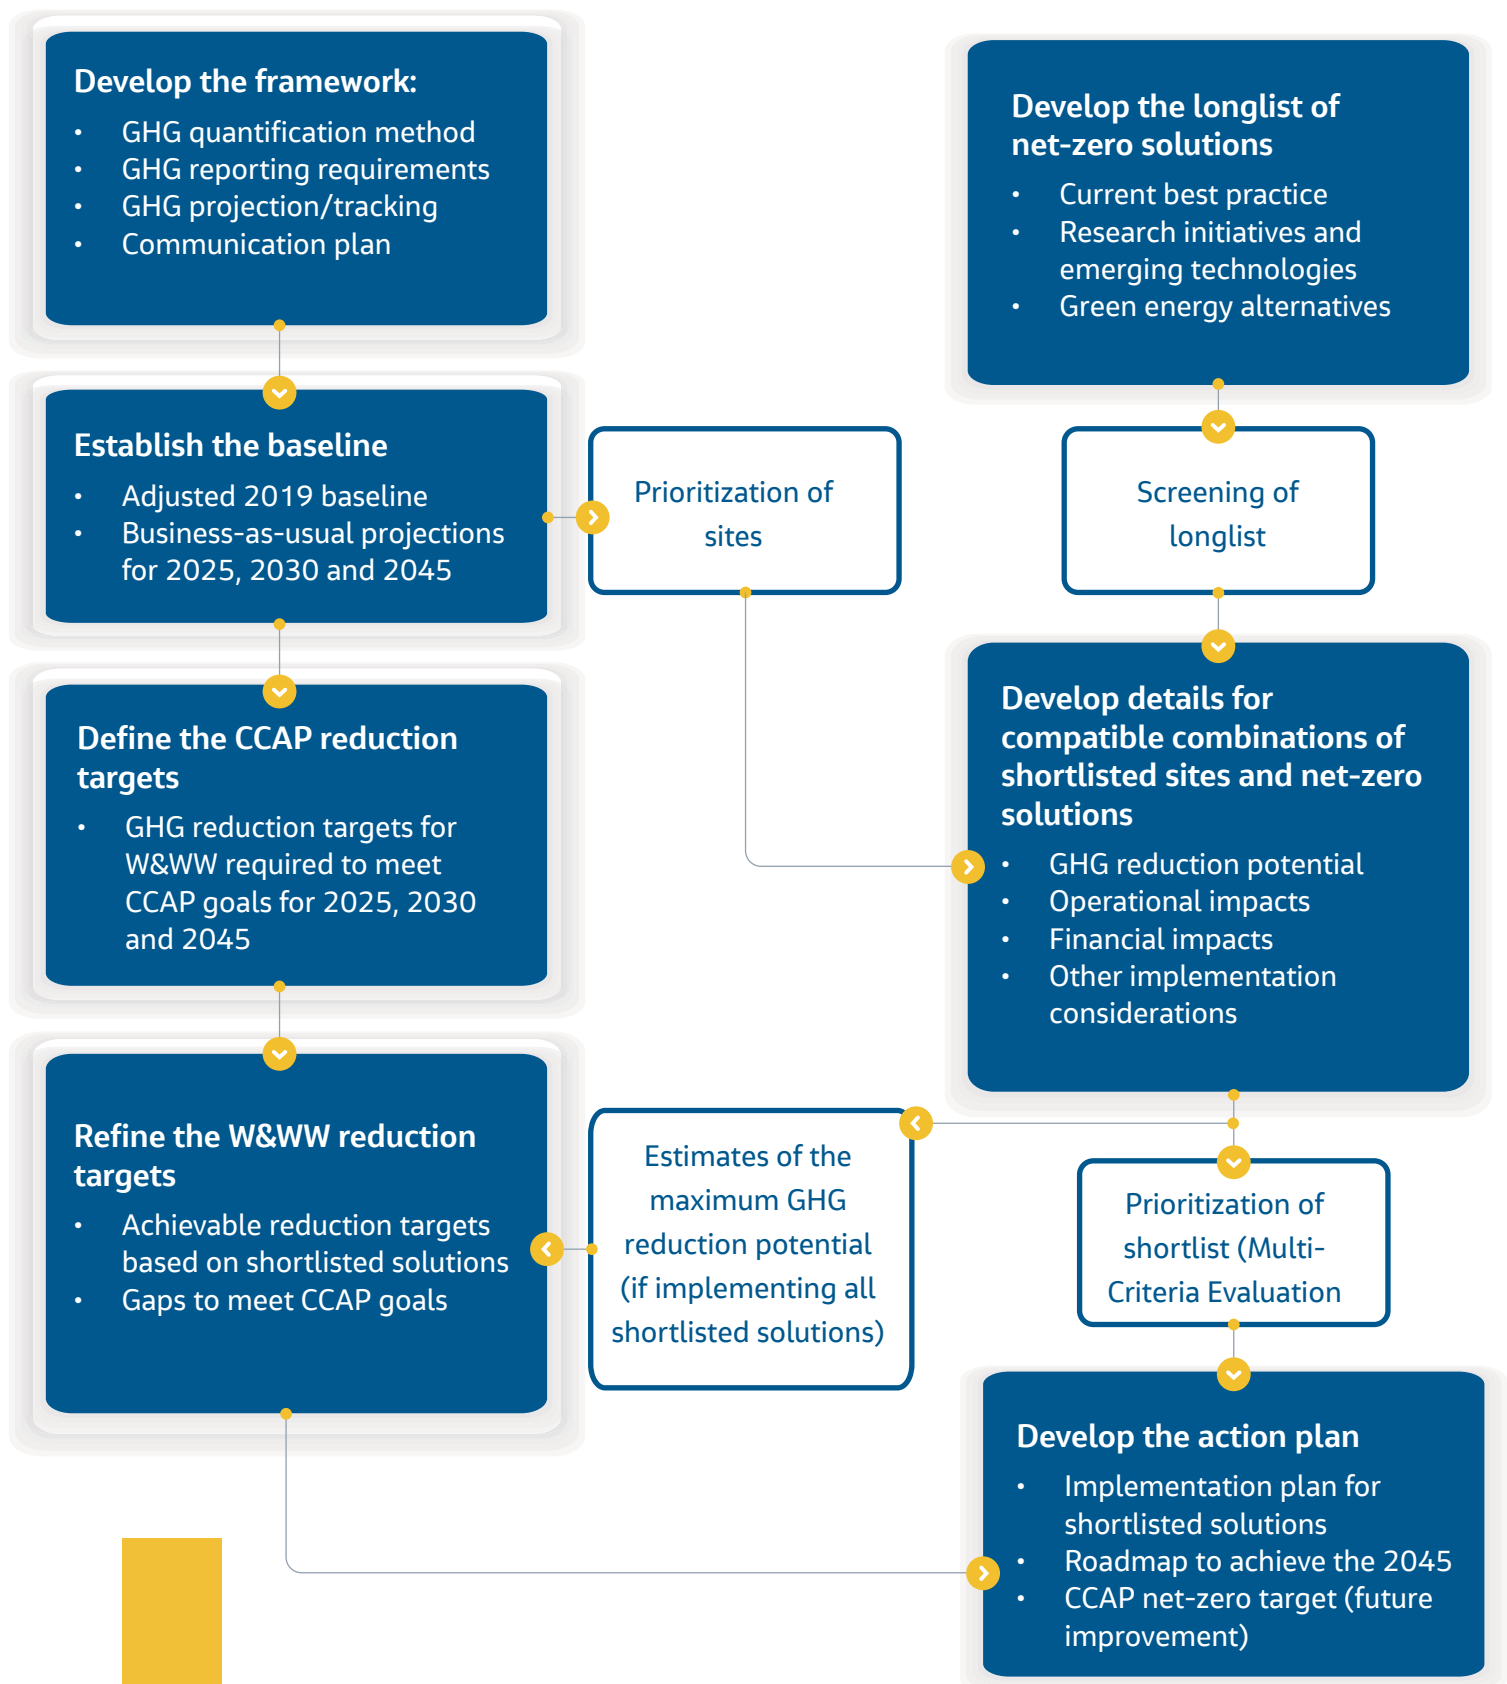 Develop the framework:
• GHG quantification method
• GHG reporting requirements
• GHG projection/tracking
• Communication plan
Establish the baseline
• Adjusted 2019 baseline
• Business-as-usual projections
for 2025, 2030 and 2045
Prioritization of
sites
Define the CCAP reduction
targets
• GHG reduction targets for
W&WW required to meet
CCAP goals for 2025, 2030
and 2045
Refine the W&WW reduction
targets
• Achievable reduction targets
based on shortlisted solutions
• Gaps to meet CCAP goals
Develop the longlist of
net-zero solutions
• Current best practice
• Research initiatives and
emerging technologies
• Green energy alternatives
Screening of
longlist
Develop details for
compatible combinations of
shortlisted sites and net-zero
solutions
• GHG reduction potential
• Operational impacts
• Financial impacts
• Other implementation
considerations
Estimates of the
maximum GHG
reduction potential
(if implementing all
shortlisted solutions)
Prioritization of
shortlist (Multi-
Criteria Evaluation
Develop the action plan
• Implementation plan for
shortlisted solutions
• Roadmap to achieve the 2045
• CCAP net-zero target (future
improvement)